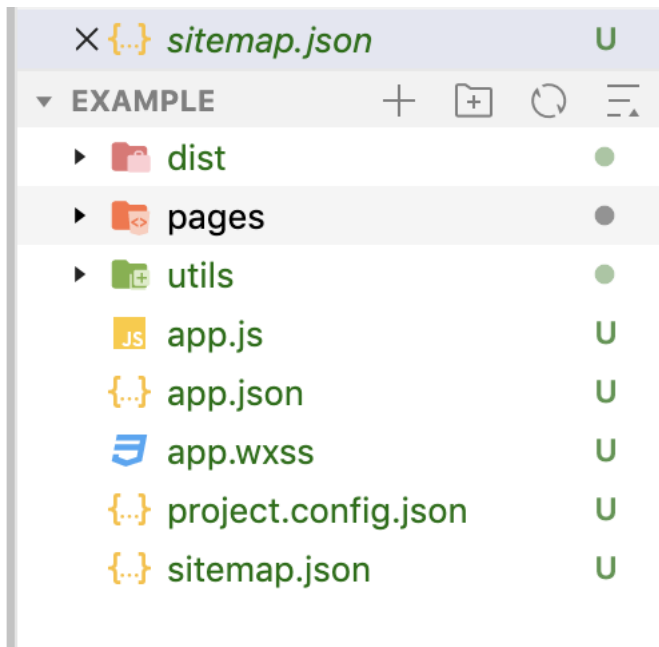 sitemap.json U
EXAMPLE
dist
pages
utils
JS app.js U
{...} app.json U
app.wxss U
{...} project.config.json U
{...} sitemap.json U